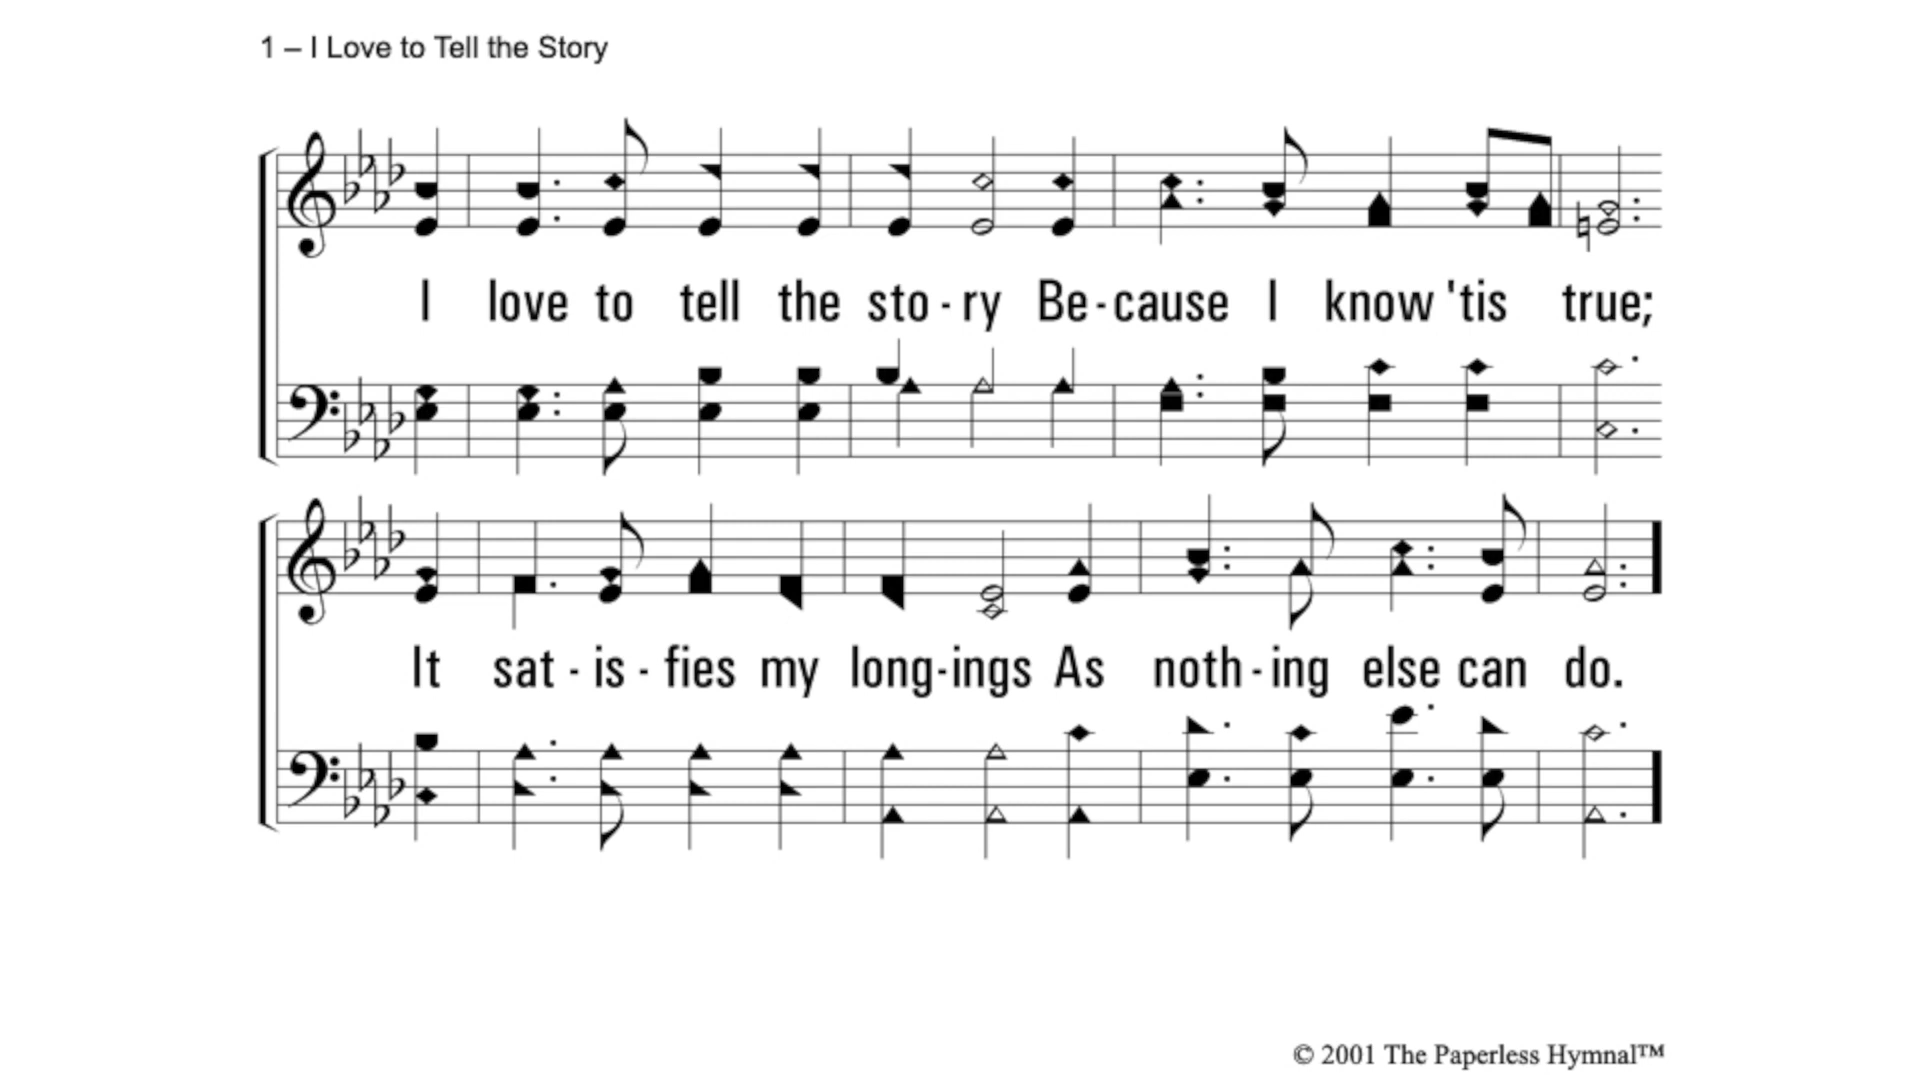 1 – I Love to Tell the Story
I love to tell the sto - ry Be - cause I know 'tis true;
It sat - is - fies my long - ings As noth - ing else can do.
© 2001 The Paperless Hymnal™